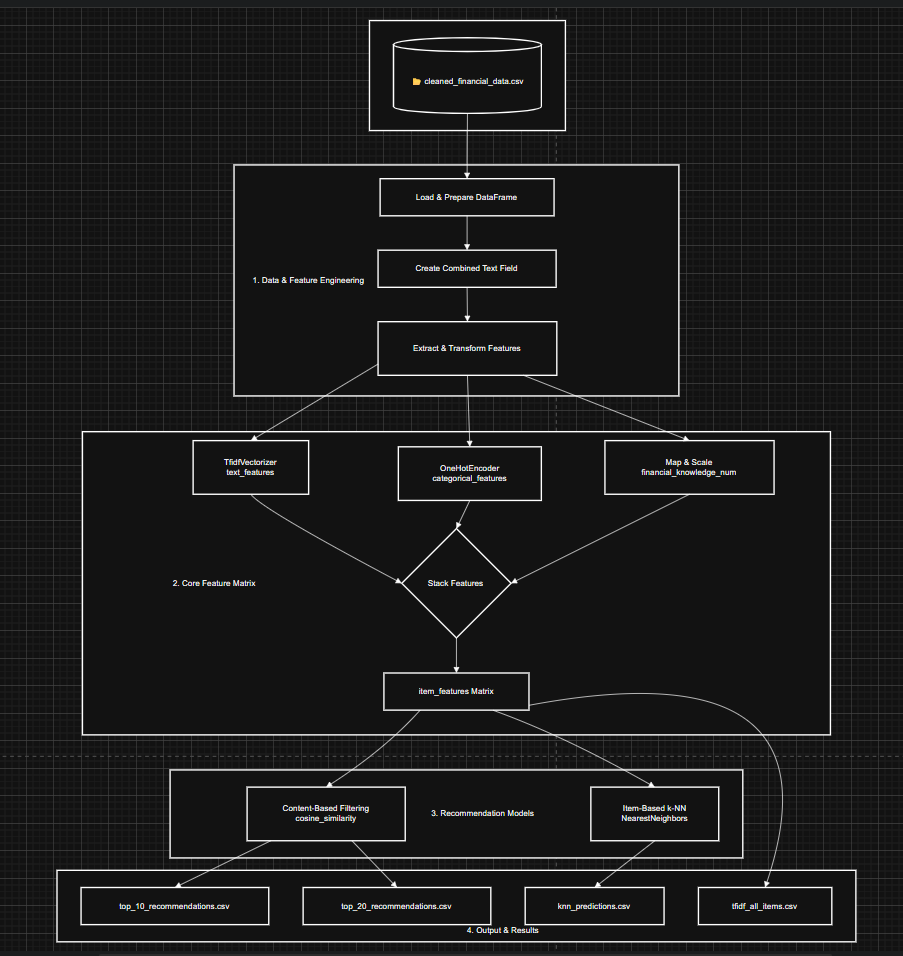 cleaned_financial_data.csv
Load & Prepare DataFrame
Create Combined Text Field
1. Data & Feature Engineering
Extract & Transform Features
TfidfVectorizer
text_features
OneHotEncoder
categorical_features
Map & Scale
financial_knowledge_num
Stack Features
2. Core Feature Matrix
item_features Matrix
Content-Based Filtering
cosine_similarity
3. Recommendation Models
Item-Based k-NN
NearestNeighbors
top_10_recommendations.csv
top_20_recommendations.csv
knn_predictions.csv
tfidf_all_items.csv
4. Output & Results